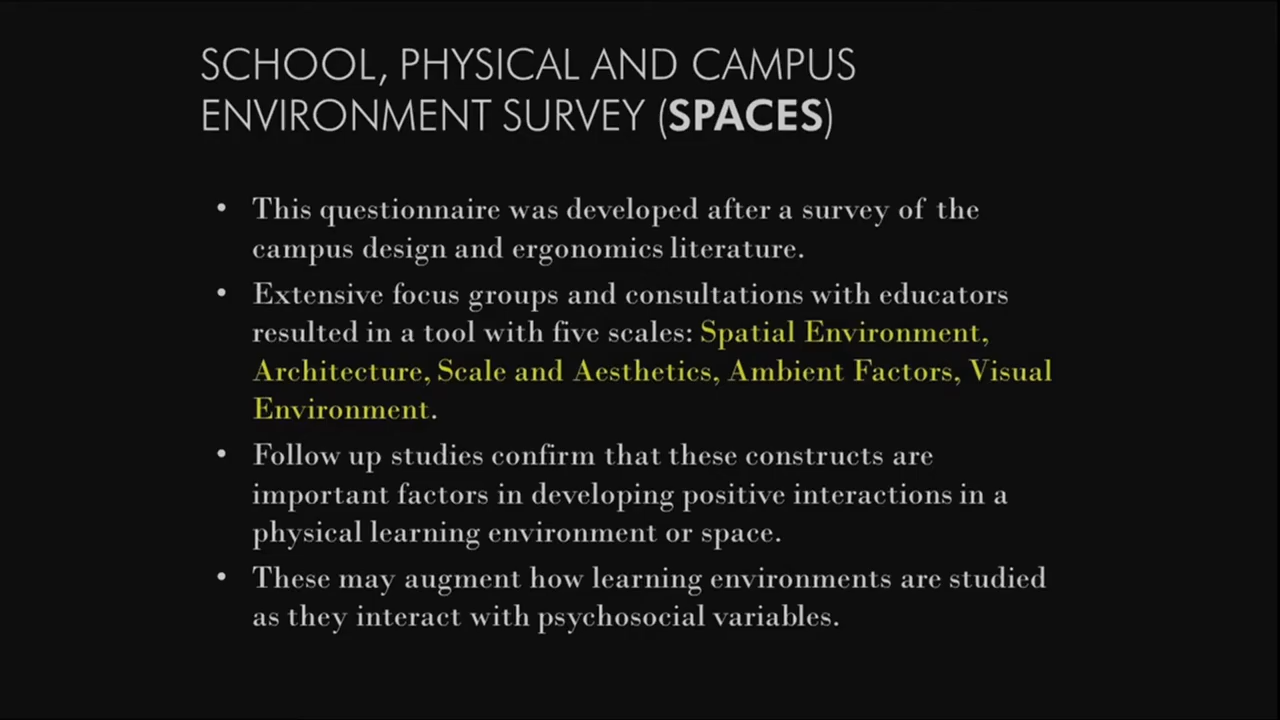 SCHOOL, PHYSICAL AND CAMPUS
ENVIRONMENT SURVEY (SPACES)
• This questionnaire was developed after a survey of the
campus design and ergonomics literature.
• Extensive focus groups and consultations with educators
resulted in a tool with five scales: Spatial Environment,
Architecture, Scale and Aesthetics, Ambient Factors, Visual
Environment.
• Follow up studies confirm that these constructs are
important factors in developing positive interactions in a
physical learning environment or space.
• These may augment how learning environments are studied
as they interact with psychosocial variables.